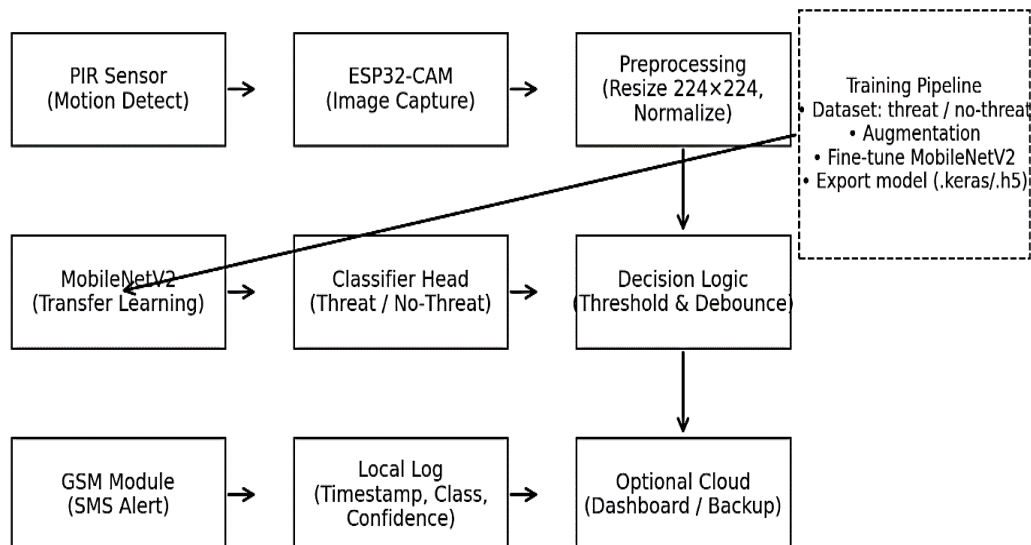 PIR Sensor
(Motion Detect)
ESP32-CAM
(Image Capture)
Preprocessing
(Resize 224×224,
Normalize)
Training Pipeline
• Dataset: threat / no-threat
• Augmentation
• Fine-tune MobileNetV2
• Export model (.keras/.h5)
MobileNetV2
(Transfer Learning)
Classifier Head
(Threat / No-Threat)
Decision Logic
(Threshold & Debounce)
GSM Module
(SMS Alert)
Local Log
(Timestamp, Class,
Confidence)
Optional Cloud
(Dashboard / Backup)